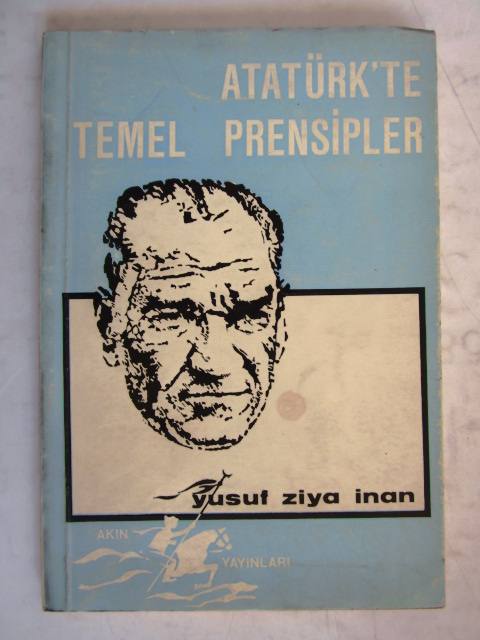 ATATÜRK'TE
TEMEL PRENSİPLER
yusuf ziya inan
AKIN
YAYINLARI